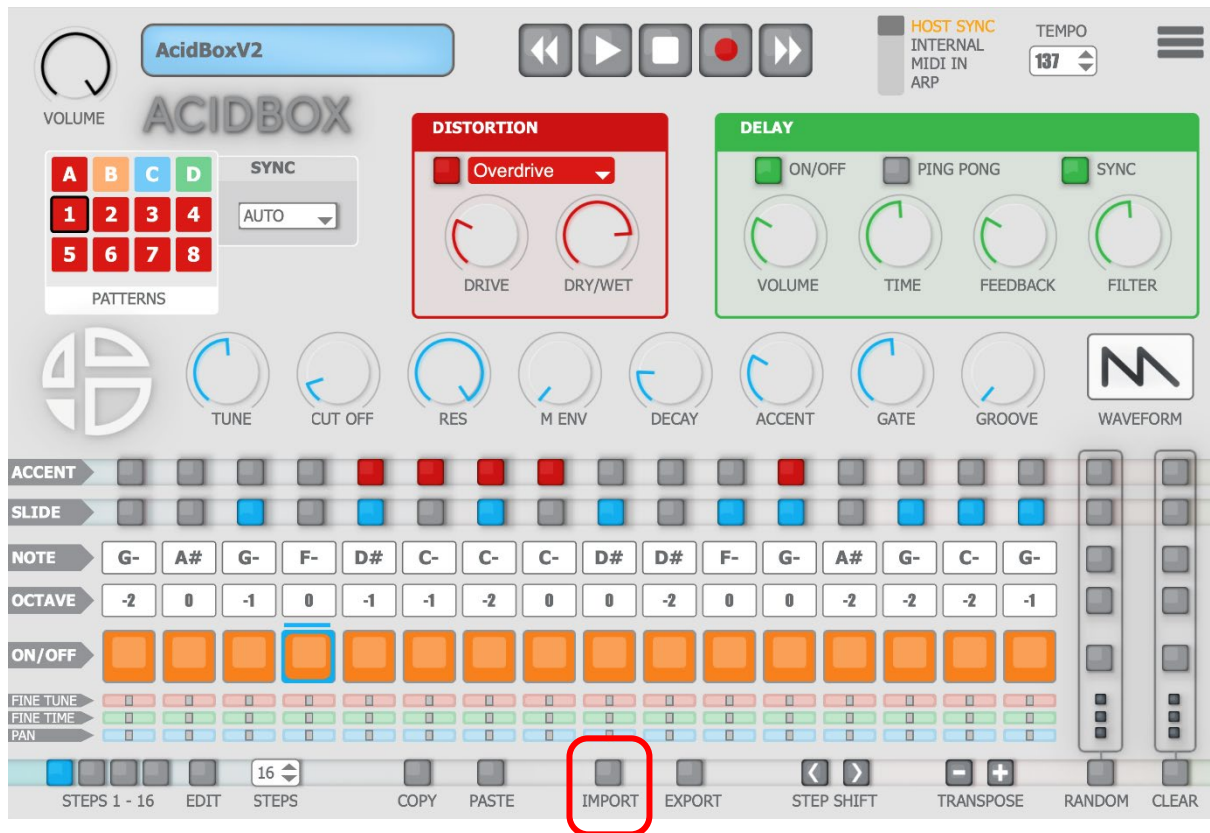 AcidBoxV2
HOST SYNC
INTERNAL
MIDI IN
ARP
TEMPO
137
VOLUME
ACIDBOX
A B C D
1 2 3 4
5 6 7 8
PATTERNS
SYNC
AUTO
DISTORTION
Overdrive
DRIVE DRY/WET
DELAY
ON/OFF PING PONG SYNC
VOLUME TIME FEEDBACK FILTER
TUNE CUT OFF RES M ENV DECAY ACCENT GATE GROOVE WAVEFORM
ACCENT
SLIDE
NOTE G- A# G- F- D# C- C- C- D# D# F- G- A# G- C- G-
OCTAVE -2 0 -1 0 -1 -1 -2 0 0 -2 0 0 -2 -2 -2 -1
ON/OFF
FINE TUNE
FINE TIME
PAN
16
STEPS 1 - 16 EDIT STEPS COPY PASTE IMPORT EXPORT STEP SHIFT TRANSPOSE RANDOM CLEAR